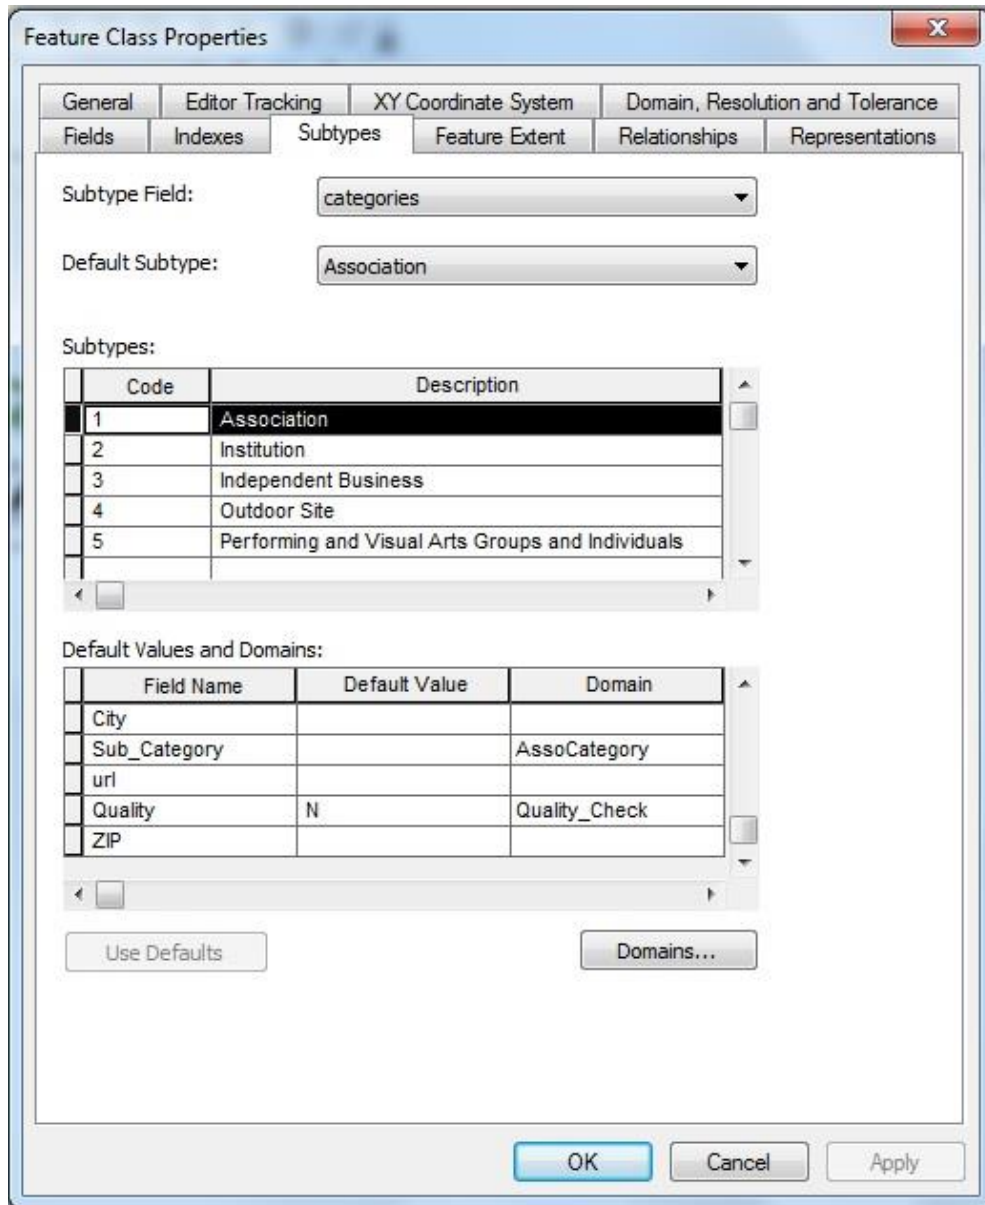 Feature Class Properties
General Editor Tracking XY Coordinate System Domain, Resolution and Tolerance
Fields Indexes Subtypes Feature Extent Relationships Representations
Subtype Field: categories
Default Subtype: Association
Subtypes:
Code Description
1 Association
2 Institution
3 Independent Business
4 Outdoor Site
5 Performing and Visual Arts Groups and Individuals
Default Values and Domains:
Field Name Default Value Domain
City
Sub_Category AssoCategory
url
Quality N Quality_Check
ZIP
Use Defaults Domains...
OK Cancel Apply